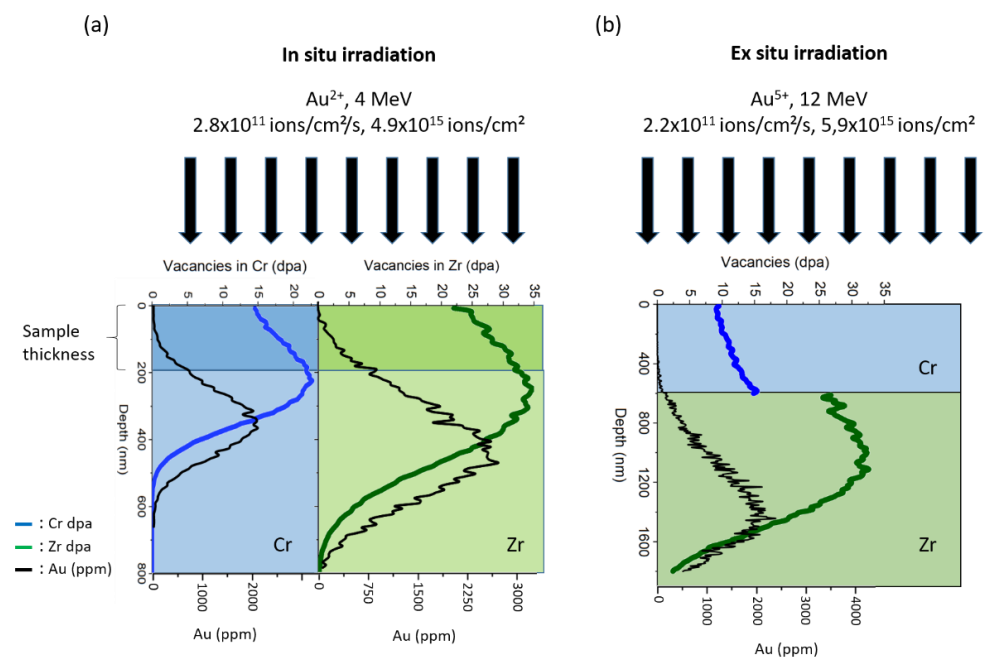 (a)
In situ irradiation
Au²⁺, 4 MeV
2.8x10¹¹ ions/cm²/s, 4.9x10¹⁵ ions/cm²
Vacancies in Cr (dpa)
0 5 10 15 20
Vacancies in Zr (dpa)
0 5 10 15 20 25 30 35
Sample
thickness
0
200
400
600
800
Depth (nm)
Cr
Zr
: Cr dpa
: Zr dpa
: Au (ppm)
0 1000 2000
Au (ppm)
0 750 1500 2250 3000
Au (ppm)
(b)
Ex situ irradiation
Au⁵⁺, 12 MeV
2.2x10¹¹ ions/cm²/s, 5,9x10¹⁵ ions/cm²
Vacancies (dpa)
0 5 10 15 20 25 30 35
0
400
800
1200
1600
Depth (nm)
Cr
Zr
0 1000 2000 3000 4000
Au (ppm)